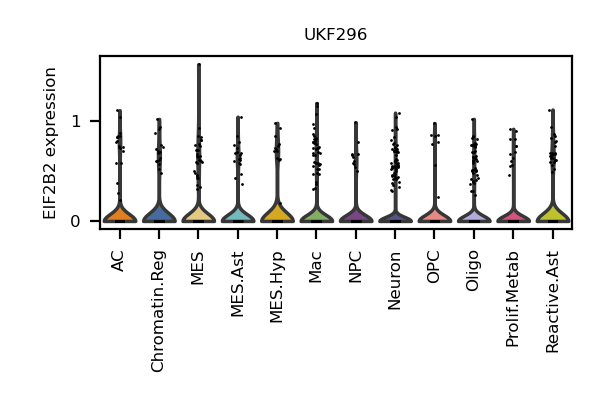 UKF296
EIF2B2 expression
1
0
AC
Chromatin.Reg
MES
MES.Ast
MES.Hyp
Mac
NPC
Neuron
OPC
Oligo
Prolif.Metab
Reactive.Ast